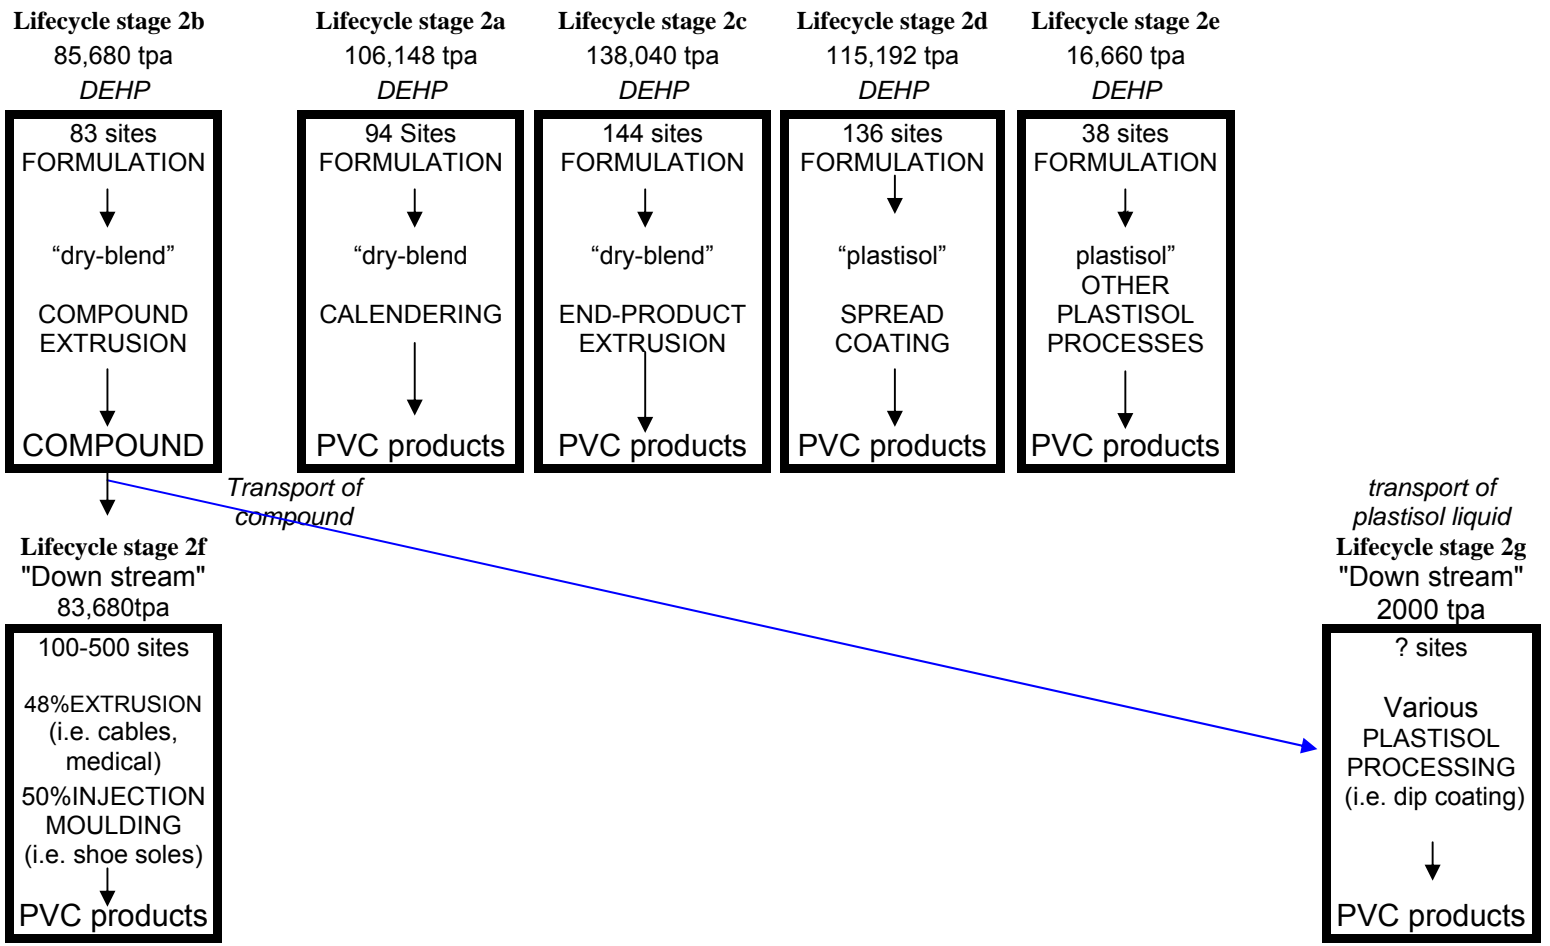 Lifecycle stage 2b
85,680 tpa
DEHP
83 sites
FORMULATION
“dry-blend”
COMPOUND
EXTRUSION
COMPOUND
Lifecycle stage 2a
106,148 tpa
DEHP
94 Sites
FORMULATION
“dry-blend
CALENDERING
PVC products
Lifecycle stage 2c
138,040 tpa
DEHP
144 sites
FORMULATION
“dry-blend”
END-PRODUCT
EXTRUSION
PVC products
Lifecycle stage 2d
115,192 tpa
DEHP
136 sites
FORMULATION
“plastisol”
SPREAD
COATING
PVC products
Lifecycle stage 2e
16,660 tpa
DEHP
38 sites
FORMULATION
plastisol”
OTHER
PLASTISOL
PROCESSES
PVC products
Transport of
compound
Lifecycle stage 2f
"Down stream"
83,680tpa
100-500 sites
48%EXTRUSION
(i.e. cables,
medical)
50%INJECTION
MOULDING
(i.e. shoe soles)
PVC products
transport of
plastisol liquid
Lifecycle stage 2g
"Down stream"
2000 tpa
? sites
Various
PLASTISOL
PROCESSING
(i.e. dip coating)
PVC products